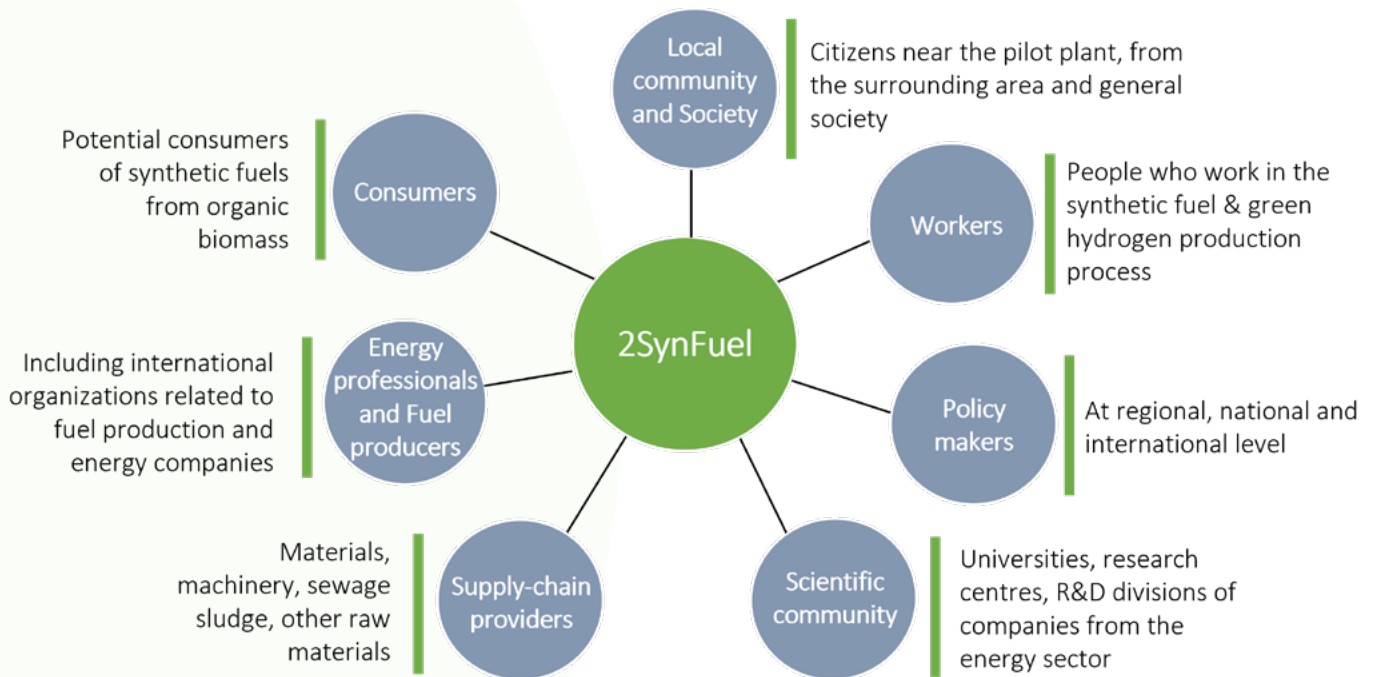 Local
community
and Society
Citizens near the pilot plant, from
the surrounding area and general
society
Potential consumers
of synthetic fuels
from organic
biomass
Consumers
Workers
People who work in the
synthetic fuel & green
hydrogen production
process
2SynFuel
Including international
organizations related to
fuel production and
energy companies
Energy
professionals
and Fuel
producers
Policy
makers
At regional, national and
international level
Materials,
machinery, sewage
sludge, other raw
materials
Supply-chain
providers
Scientific
community
Universities, research
centres, R&D divisions of
companies from the
energy sector